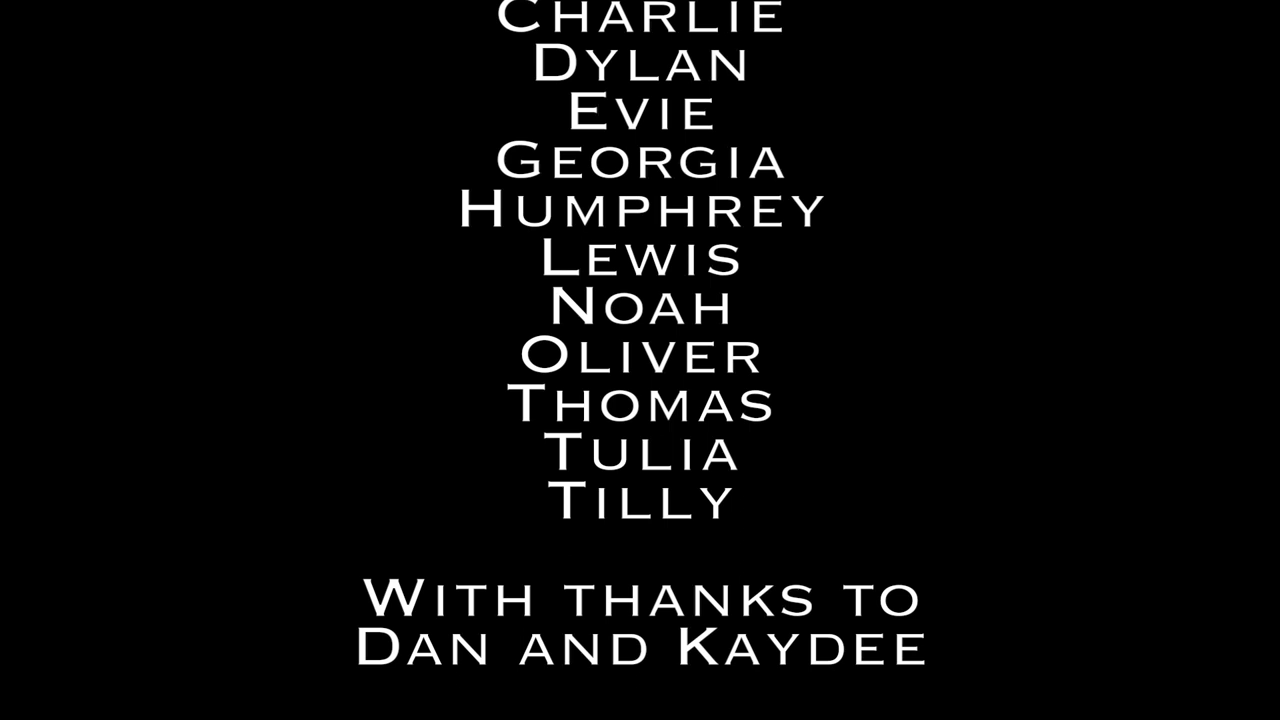 CHARLIE
DYLAN
EVIE
GEORGIA
HUMPHREY
LEWIS
NOAH
OLIVER
THOMAS
TULIA
TILLY
WITH THANKS TO
DAN AND KAYDEE